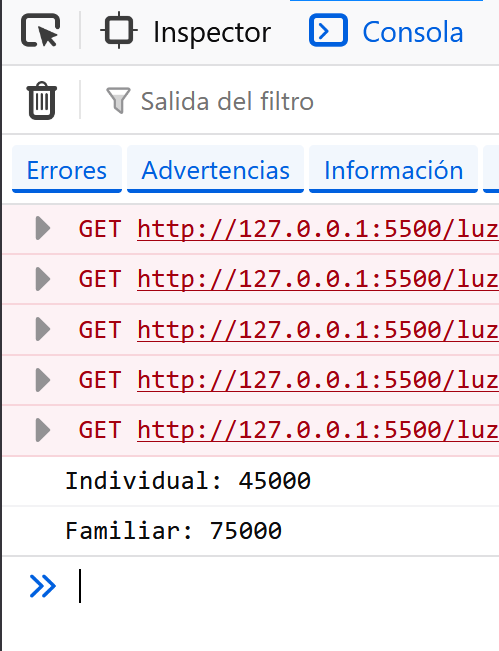 Inspector Consola
Salida del filtro
Errores Advertencias Información
GET http://127.0.0.1:5500/luz
GET http://127.0.0.1:5500/luz
GET http://127.0.0.1:5500/luz
GET http://127.0.0.1:5500/luz
GET http://127.0.0.1:5500/luz
Individual: 45000
Familiar: 75000